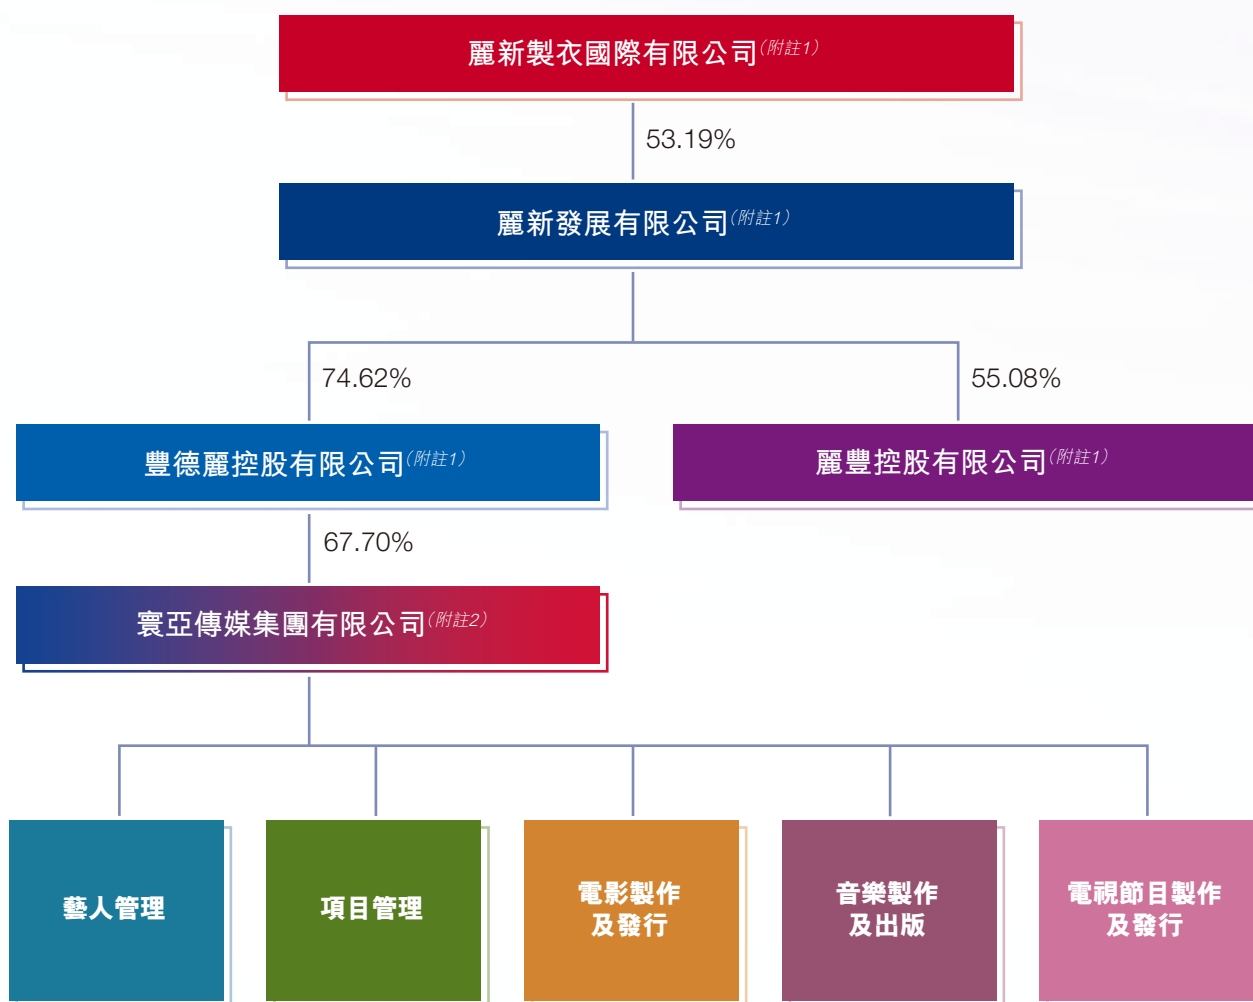 麗新製衣國際有限公司(附註1)
53.19%
麗新發展有限公司(附註1)
74.62%
55.08%
豐德麗控股有限公司(附註1)
麗豐控股有限公司(附註1)
67.70%
寰亞傳媒集團有限公司(附註2)
藝人管理
項目管理
電影製作
及發行
音樂製作
及出版
電視節目製作
及發行